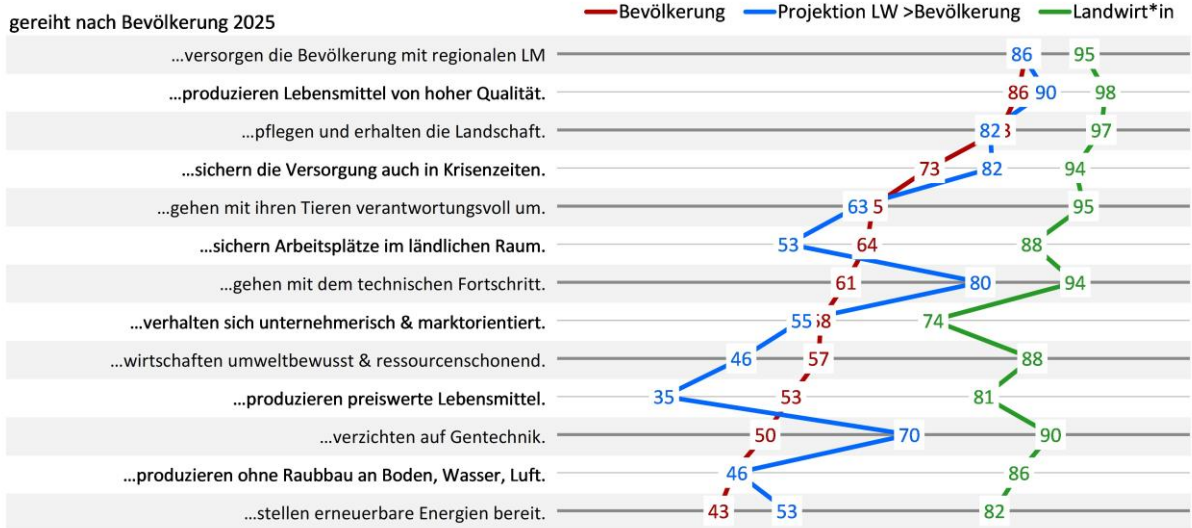 gereiht nach Bevölkerung 2025
Bevölkerung Projektion LW >Bevölkerung Landwirt*in
...versorgen die Bevölkerung mit regionalen LM 86 95
...produzieren Lebensmittel von hoher Qualität. 86 90 98
...pflegen und erhalten die Landschaft. 82 3 97
...sichern die Versorgung auch in Krisenzeiten. 73 82 94
...gehen mit ihren Tieren verantwortungsvoll um. 63 5 95
...sichern Arbeitsplätze im ländlichen Raum. 53 64 88
...gehen mit dem technischen Fortschritt. 61 80 94
...verhalten sich unternehmerisch & marktorientiert. 55 58 74
...wirtschaften umweltbewusst & ressourcenschonend. 46 57 88
...produzieren preiswerte Lebensmittel. 35 53 81
...verzichten auf Gentechnik. 50 70 90
...produzieren ohne Raubbau an Boden, Wasser, Luft. 46 86
...stellen erneuerbare Energien bereit. 43 53 82